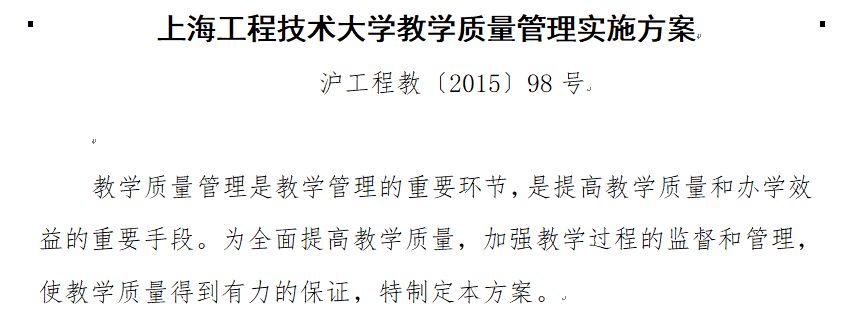 上海工程技术大学教学质量管理实施方案
沪工程教〔2015〕98 号
教学质量管理是教学管理的重要环节，是提高教学质量和办学效
益的重要手段。为全面提高教学质量，加强教学过程的监督和管理，
使教学质量得到有力的保证，特制定本方案。